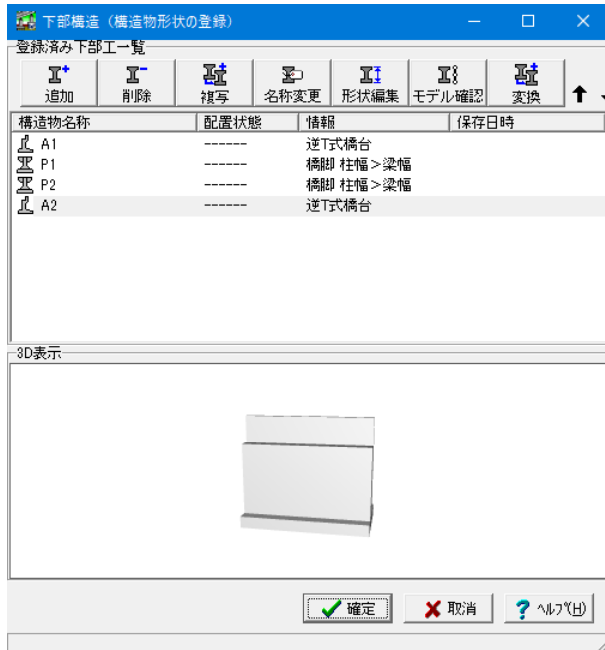 下部構造（構造物形状の登録）
登録済み下部工一覧
追加 削除 複写 名称変更 形状編集 モデル確認 変換
構造物名称 配置状態 情報 保存日時
A1 ------ 逆T式橋台
P1 ------ 橋脚 柱幅＞梁幅
P2 ------ 橋脚 柱幅＞梁幅
A2 ------ 逆T式橋台
3D表示
確定 取消 ? ﾍﾙﾌﾟ(H)